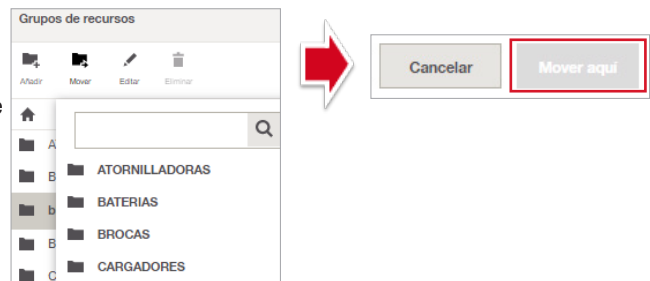 Grupos de recursos
Añadir Mover Editar Eliminar
e
A
B
b
B
C
ATORNILLADORAS
BATERIAS
BROCAS
CARGADORES
Cancelar Mover aquí